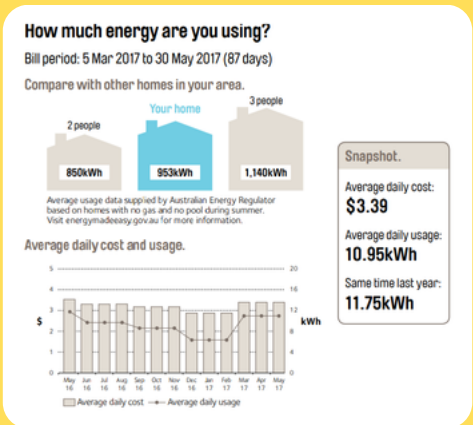 How much energy are you using?
Bill period: 5 Mar 2017 to 30 May 2017 (87 days)
Compare with other homes in your area.
2 people
Your home
3 people
850kWh
953kWh
1,140kWh
Average usage data supplied by Australian Energy Regulator
based on homes with no gas and no pool during summer.
Visit energymadeeasy.gov.au for more information.
Snapshot.
Average daily cost:
$3.39
Average daily usage:
10.95kWh
Same time last year:
11.75kWh
Average daily cost and usage.
5 20
4 16
$ 3 12 kWh
2 8
1 4
0 0
May Jun Jul Aug Sep Oct Nov Dec Jan Feb Mar Apr May
16 16 16 16 16 16 16 16 17 17 17 17 17
Average daily cost Average daily usage